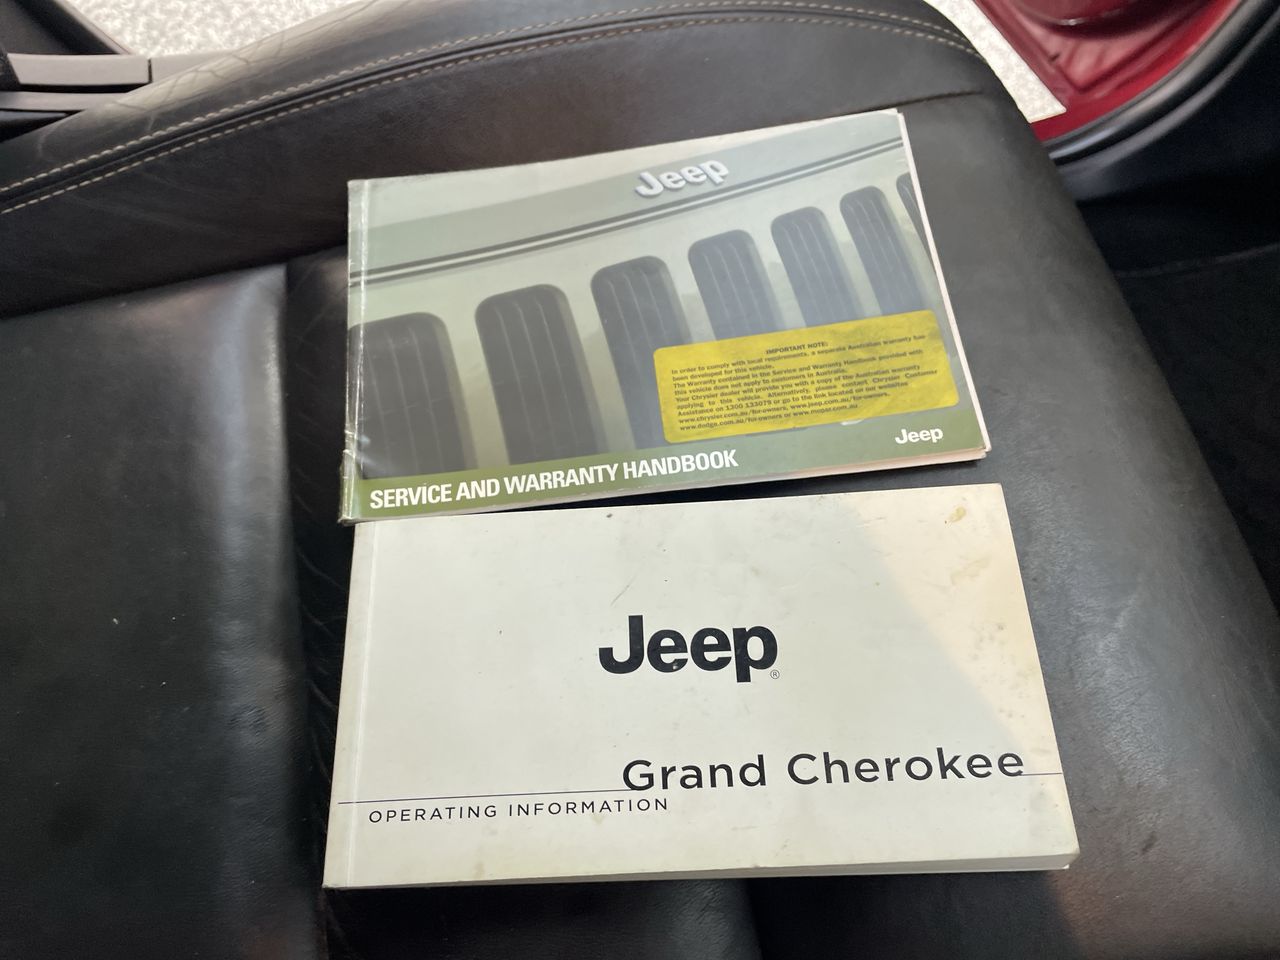 Jeep
IMPORTANT NOTE:
In order to comply with local requirements, a separate Australian warranty has
been developed for this vehicle.
The Warranty contained in the Service and Warranty Handbook provided with
this vehicle does not apply to customers in Australia.
Your Chrysler dealer will provide you with a copy of the Australian warranty
applying to this vehicle. Alternatively, please contact Chrysler Customer
Assistance on 1300 133079 or go to the link located on our websites
www.chrysler.com.au/for-owners, www.jeep.com.au/for-owners,
www.dodge.com.au/for-owners or www.mopar.com.au
Jeep
SERVICE AND WARRANTY HANDBOOK
Jeep®
Grand Cherokee
OPERATING INFORMATION